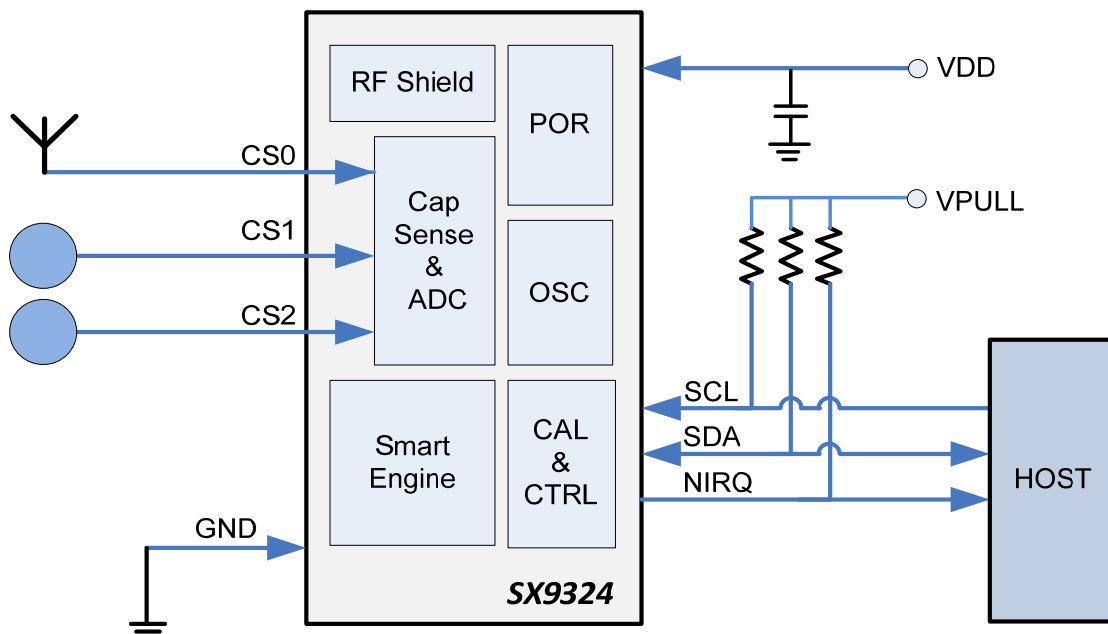 RF Shield
POR
VDD
CS0
Cap
Sense
&
ADC
VPULL
CS1
OSC
CS2
SCL
SDA
NIRQ
Smart
Engine
CAL
&
CTRL
HOST
GND
SX9324